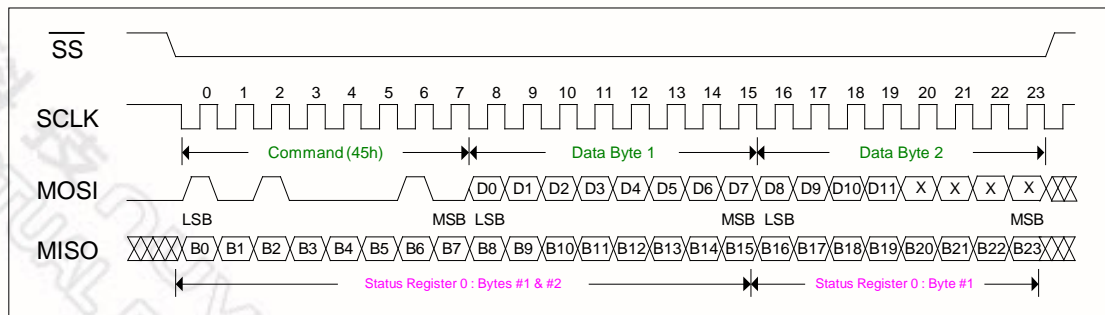 SS
0 1 2 3 4 5 6 7 8 9 10 11 12 13 14 15 16 17 18 19 20 21 22 23
SCLK
Command (45h) Data Byte 1 Data Byte 2
MOSI D0 D1 D2 D3 D4 D5 D6 D7 D8 D9 D10 D11 X X X X
LSB MSB LSB MSB LSB MSB
MISO B0 B1 B2 B3 B4 B5 B6 B7 B8 B9 B10 B11 B12 B13 B14 B15 B16 B17 B18 B19 B20 B21 B22 B23
Status Register 0 : Bytes #1 & #2 Status Register 0 : Byte #1